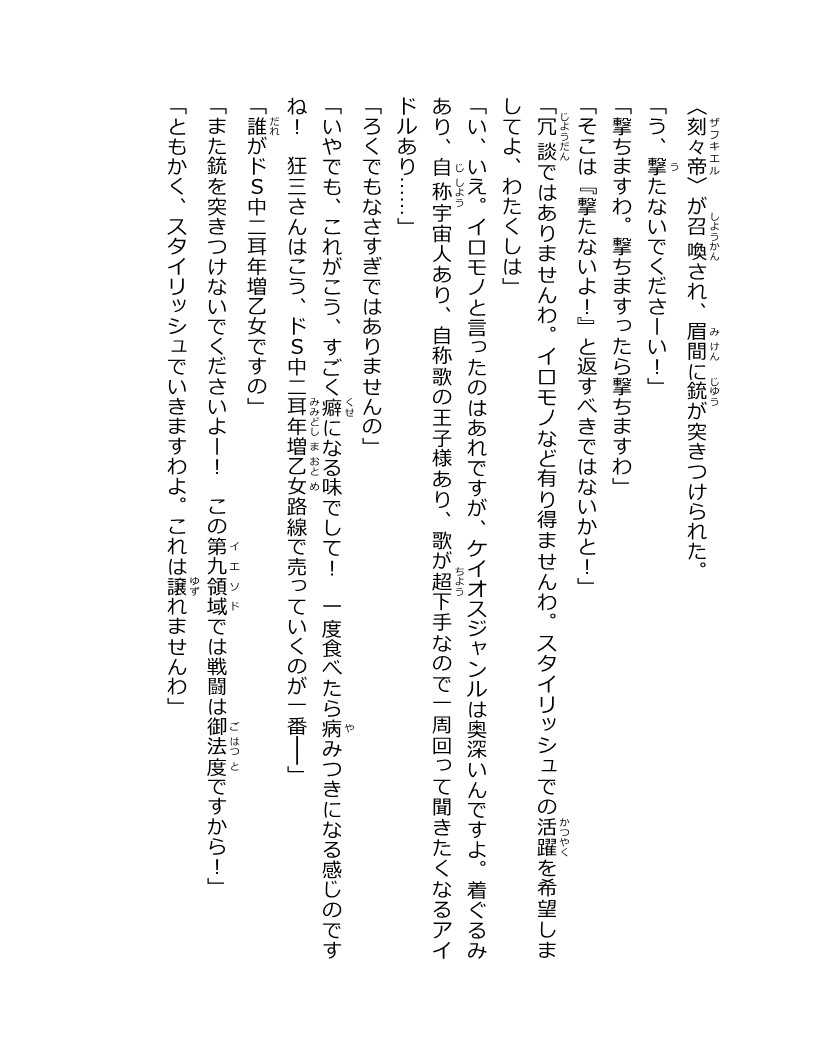 〈刻々帝〉が召喚され、眉間に銃が突きつけられた。
「う、撃たないでくださーい！」
「撃ちますわ。撃ちますったら撃ちますわ」
「そこは『撃たないよ！』と返すべきではないかと！」
「冗談ではありませんわ。イロモノなど有り得ませんわ。スタイリッシュでの活躍を希望しま
してよ、わたくしは」
「い、いえ。イロモノと言ったのはあれですが、ケイオスジャンルは奥深いんですよ。着ぐるみ
あり、自称宇宙人あり、自称歌の王子様あり、歌が超下手なので一周回って聞きたくなるアイ
ドルあり……」
「ろくでもなさすぎではありませんの」
「いやでも、これがこう、すごく癖になる味でして！　一度食べたら病みつきになる感じのです
ね！　狂三さんはこう、ドＳ中二耳年増乙女路線で売っていくのが一番――」
「誰がドＳ中二耳年増乙女ですの」
「また銃を突きつけないでくださいよー！　この第九領域では戦闘は御法度ですから！」
「ともかく、スタイリッシュでいきますわよ。これは譲れませんわ」